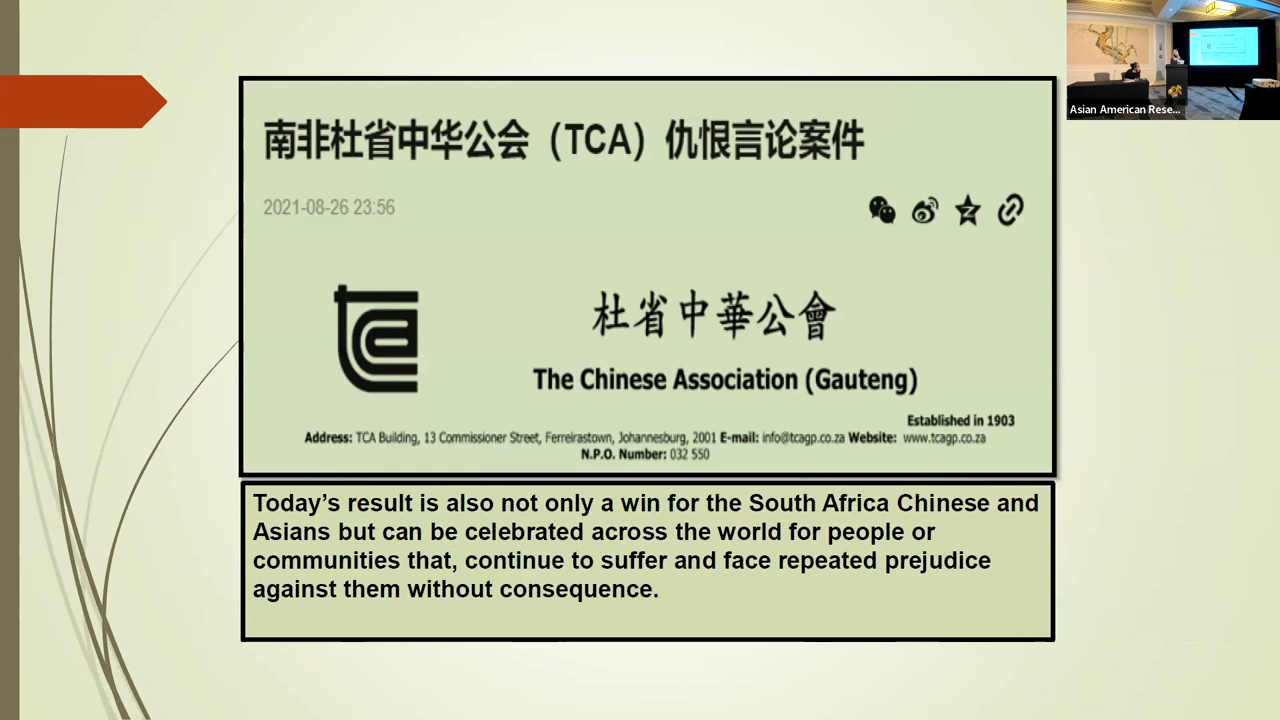 Asian American Rese...
南非杜省中华公会（TCA）仇恨言论案件
2021-08-26 23:56
杜省中華公會
The Chinese Association (Gauteng)
Established in 1903
Address: TCA Building, 13 Commissioner Street, Ferreirastown, Johannesburg, 2001 E-mail: info@tcagp.co.za Website: www.tcagp.co.za
N.P.O. Number: 032 550
Today’s result is also not only a win for the South Africa Chinese and
Asians but can be celebrated across the world for people or
communities that, continue to suffer and face repeated prejudice
against them without consequence.